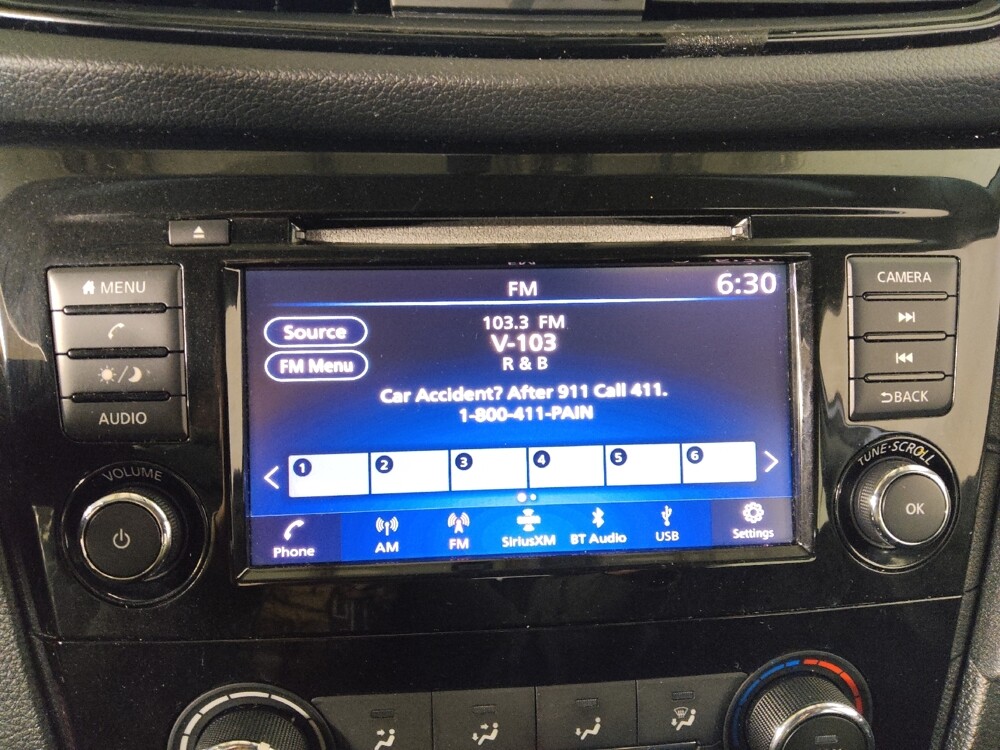 MENU
AUDIO
VOLUME
FM
6:30
Source
FM Menu
103.3 FM
V-103
R & B
Car Accident? After 911 Call 411.
1-800-411-PAIN
1 2 3 4 5 6
Phone AM FM SiriusXM BT Audio USB Settings
CAMERA
BACK
TUNE·SCROLL
OK